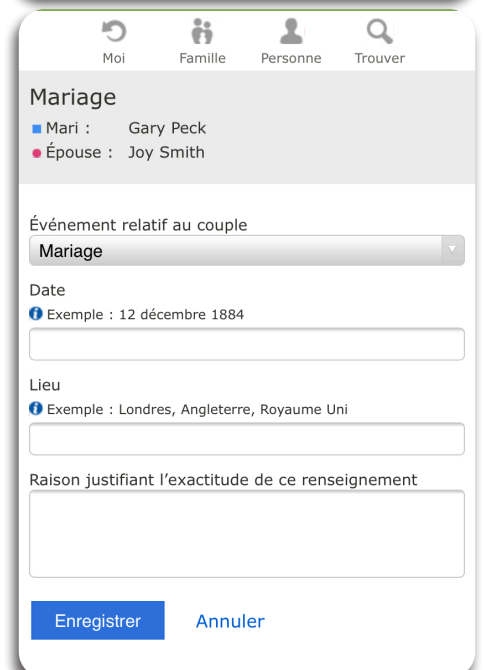 Moi Famille Personne Trouver
Mariage
Mari : Gary Peck
Épouse : Joy Smith
Événement relatif au couple
Mariage
Date
Exemple : 12 décembre 1884
Lieu
Exemple : Londres, Angleterre, Royaume Uni
Raison justifiant l’exactitude de ce renseignement
Enregistrer Annuler